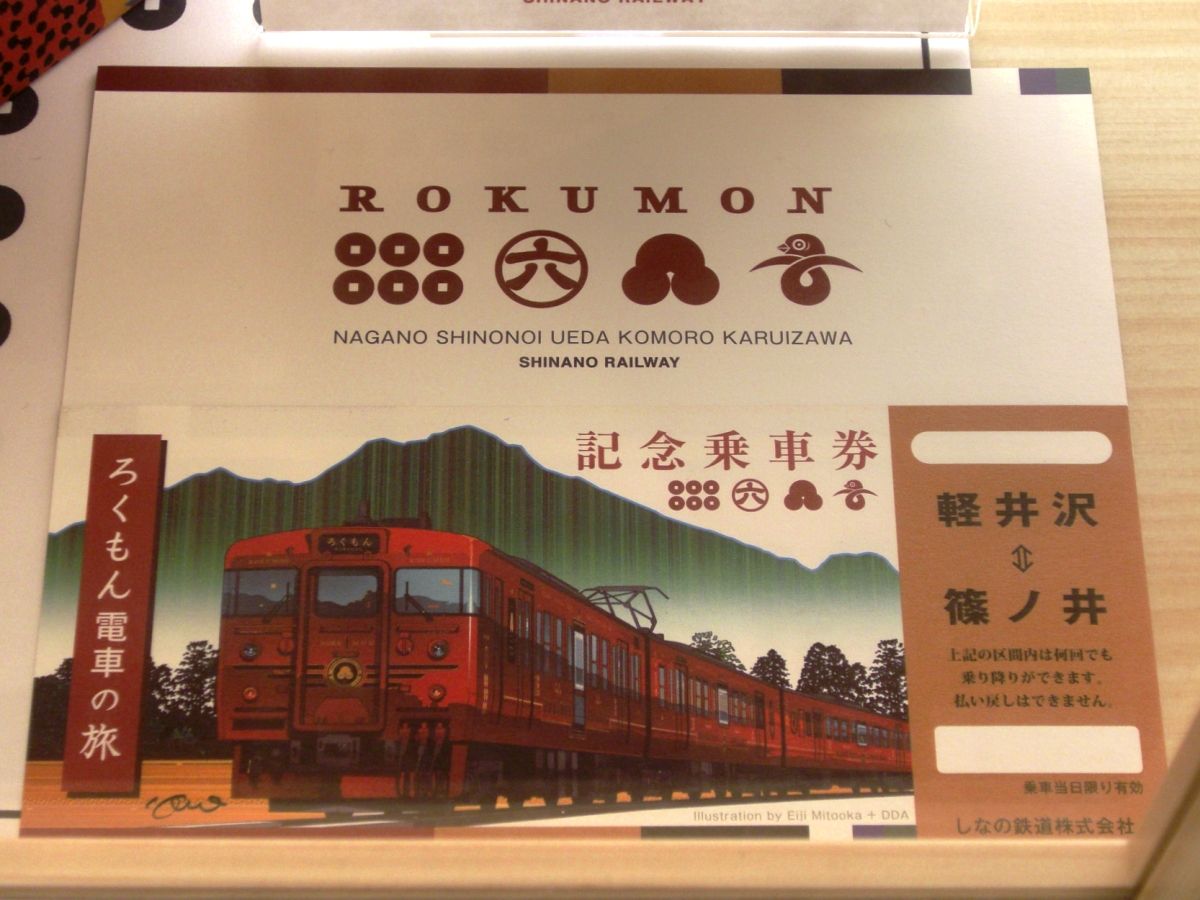 SHINANO RAILWAY
ROKUMON
六
NAGANO SHINONOI UEDA KOMORO KARUIZAWA
SHINANO RAILWAY
記念乗車券
六
ろくもん電車の旅
ろくもん
軽井沢
⇕
篠ノ井
上記の区間内は何回でも
乗り降りができます。
払い戻しはできません。
乗車当日限り有効
Illustration by Eiji Mitooka + DDA
しなの鉄道株式会社